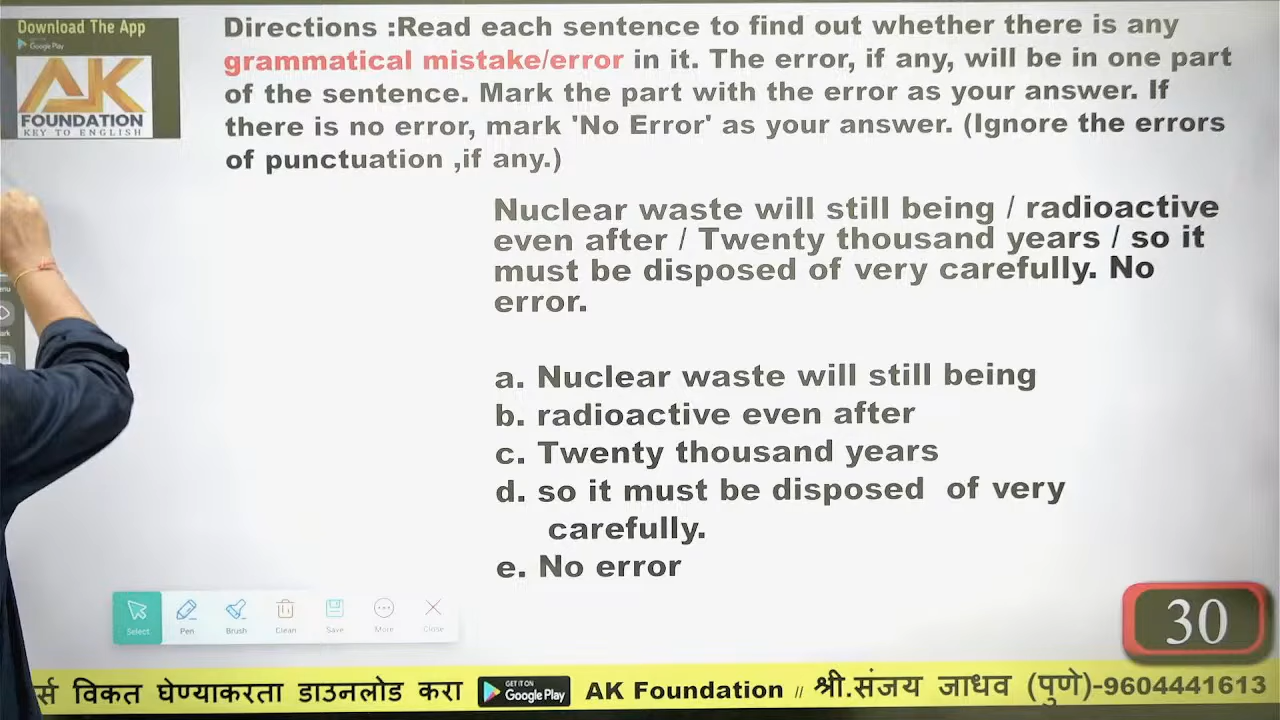 Download The App
Google Play
AK
FOUNDATION
KEY TO ENGLISH
Directions :Read each sentence to find out whether there is any
grammatical mistake/error in it. The error, if any, will be in one part
of the sentence. Mark the part with the error as your answer. If
there is no error, mark 'No Error' as your answer. (Ignore the errors
of punctuation ,if any.)
Nuclear waste will still being / radioactive
even after / Twenty thousand years / so it
must be disposed of very carefully. No
error.
a. Nuclear waste will still being
b. radioactive even after
c. Twenty thousand years
d. so it must be disposed of very
carefully.
e. No error
Select Pen Brush Clean Save More Close
30
र्स विकत घेण्याकरता डाउनलोड करा GET IT ON Google Play AK Foundation // श्री.संजय जाधव (पुणे)-9604441613